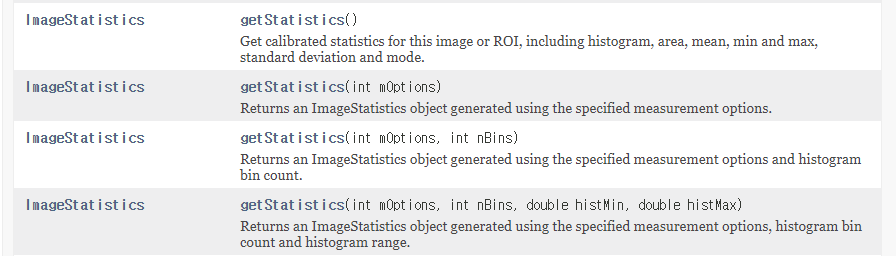 ImageStatistics getStatistics()
Get calibrated statistics for this image or ROI, including histogram, area, mean, min and max,
standard deviation and mode.
ImageStatistics getStatistics(int mOptions)
Returns an ImageStatistics object generated using the specified measurement options.
ImageStatistics getStatistics(int mOptions, int nBins)
Returns an ImageStatistics object generated using the specified measurement options and histogram
bin count.
ImageStatistics getStatistics(int mOptions, int nBins, double histMin, double histMax)
Returns an ImageStatistics object generated using the specified measurement options, histogram bin
count and histogram range.